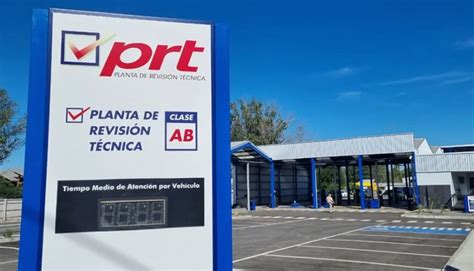 prt
PLANTA DE REVISIÓN TÉCNICA
PLANTA DE
REVISIÓN
TÉCNICA
CLASE
AB
Tiempo Medio de Atención por Vehículo